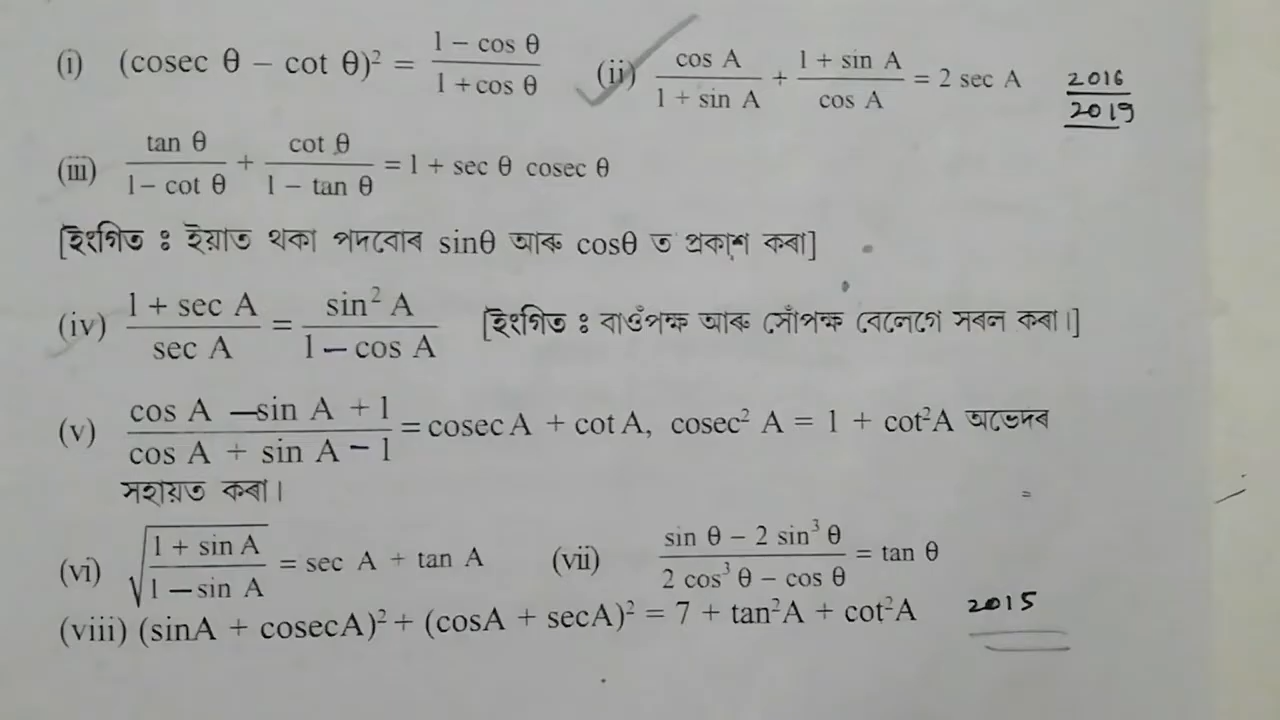 (i) (cosec θ − cot θ)² = (1 − cos θ)/(1 + cos θ) (ii) cos A/(1 + sin A) + (1 + sin A)/cos A = 2 sec A 2016 2019
(iii) tan θ/(1 − cot θ) + cot θ/(1 − tan θ) = 1 + sec θ cosec θ
[ইংগিত ঃ ইয়াত থকা পদবোৰ sinθ আৰু cosθ ত প্ৰকাশ কৰা]
(iv) (1 + sec A)/sec A = sin² A/(1 − cos A) [ইংগিত ঃ বাওঁপক্ষ আৰু সোঁপক্ষ বেলেগে সৰল কৰা।]
(v) (cos A − sin A + 1)/(cos A + sin A − 1) = cosec A + cot A, cosec² A = 1 + cot²A অভেদৰ
সহায়ত কৰা।
(vi) √((1 + sin A)/(1 − sin A)) = sec A + tan A (vii) (sin θ − 2 sin³ θ)/(2 cos³ θ − cos θ) = tan θ
(viii) (sinA + cosecA)² + (cosA + secA)² = 7 + tan²A + cot²A 2015